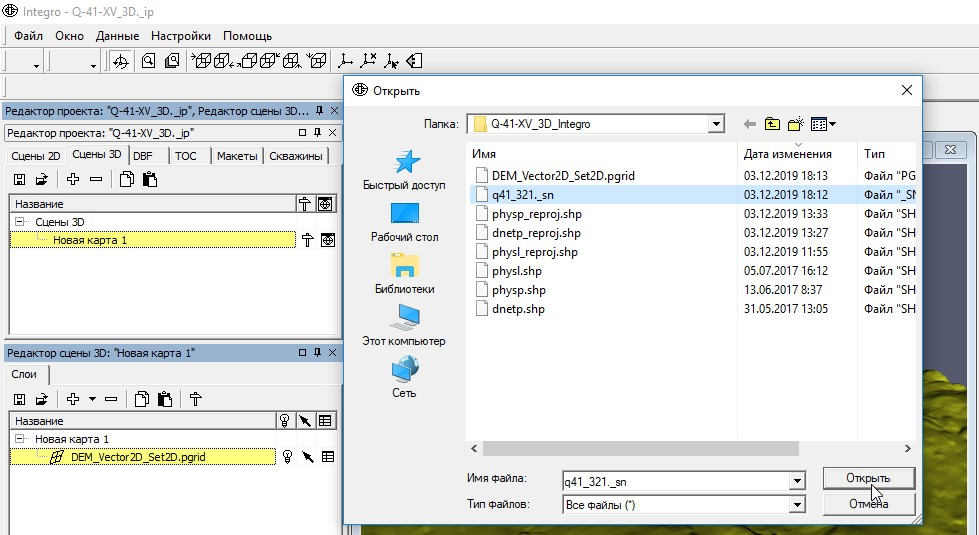 Integro - Q-41-XV_3D._ip
Файл Окно Данные Настройки Помощь
Редактор проекта: "Q-41-XV_3D._ip", Редактор сцены 3D...
Редактор проекта: "Q-41-XV_3D._ip"
Сцены 2D Сцены 3D DBF ТОС Макеты Скважины
Название
Сцены 3D
Новая карта 1
Редактор сцены 3D: "Новая карта 1"
Слои
Название
Новая карта 1
DEM_Vector2D_Set2D.pgrid
Открыть
Папка: Q-41-XV_3D_Integro
Быстрый доступ
Рабочий стол
Библиотеки
Этот компьютер
Сеть
Имя Дата изменения Тип
DEM_Vector2D_Set2D.pgrid 03.12.2019 18:13 Файл "PG
q41_321._sn 03.12.2019 18:12 Файл "_SN
physp_reproj.shp 03.12.2019 13:33 Файл "SH
dnetp_reproj.shp 03.12.2019 13:27 Файл "SH
physl_reproj.shp 03.12.2019 11:55 Файл "SH
physl.shp 05.07.2017 16:12 Файл "SH
physp.shp 13.06.2017 8:37 Файл "SH
dnetp.shp 31.05.2017 13:05 Файл "SH
Имя файла: q41_321._sn Открыть
Тип файлов: Все файлы (*) Отмена